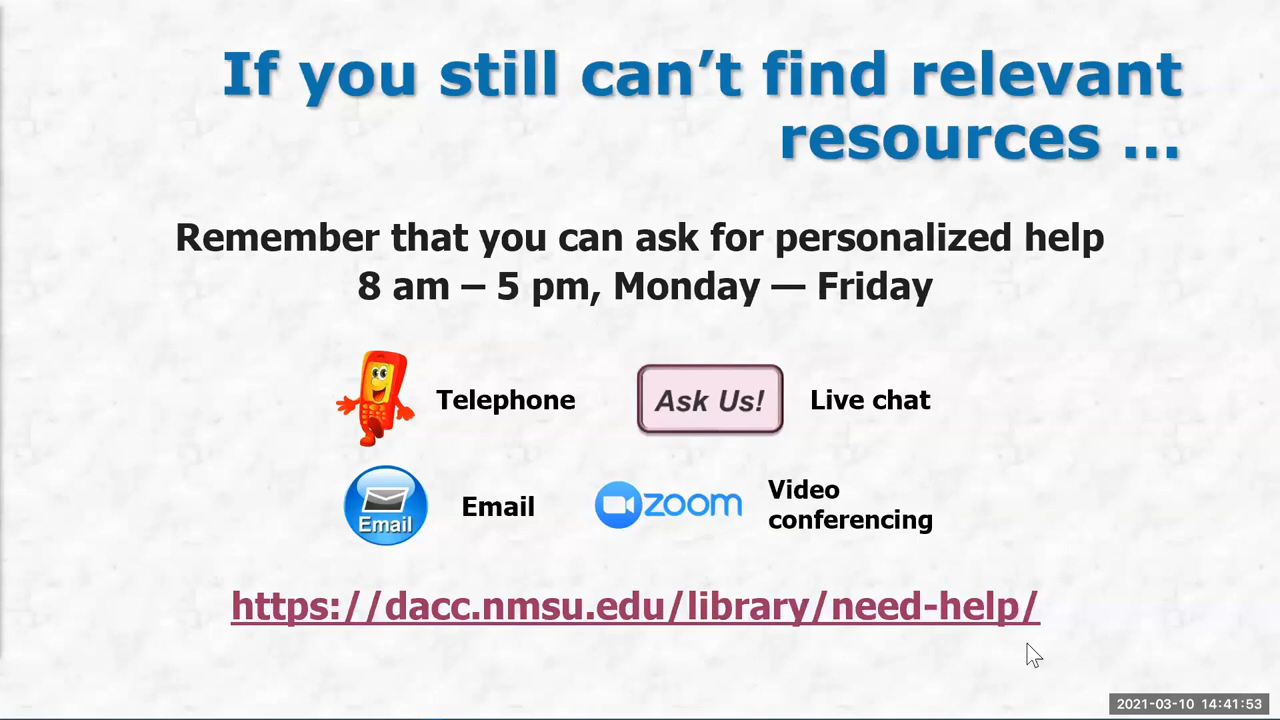 If you still can’t find relevant
resources ...
Remember that you can ask for personalized help
8 am – 5 pm, Monday — Friday
Telephone
Ask Us!
Live chat
Email
Email
zoom
Video
conferencing
https://dacc.nmsu.edu/library/need-help/
2021-03-10 14:41:53